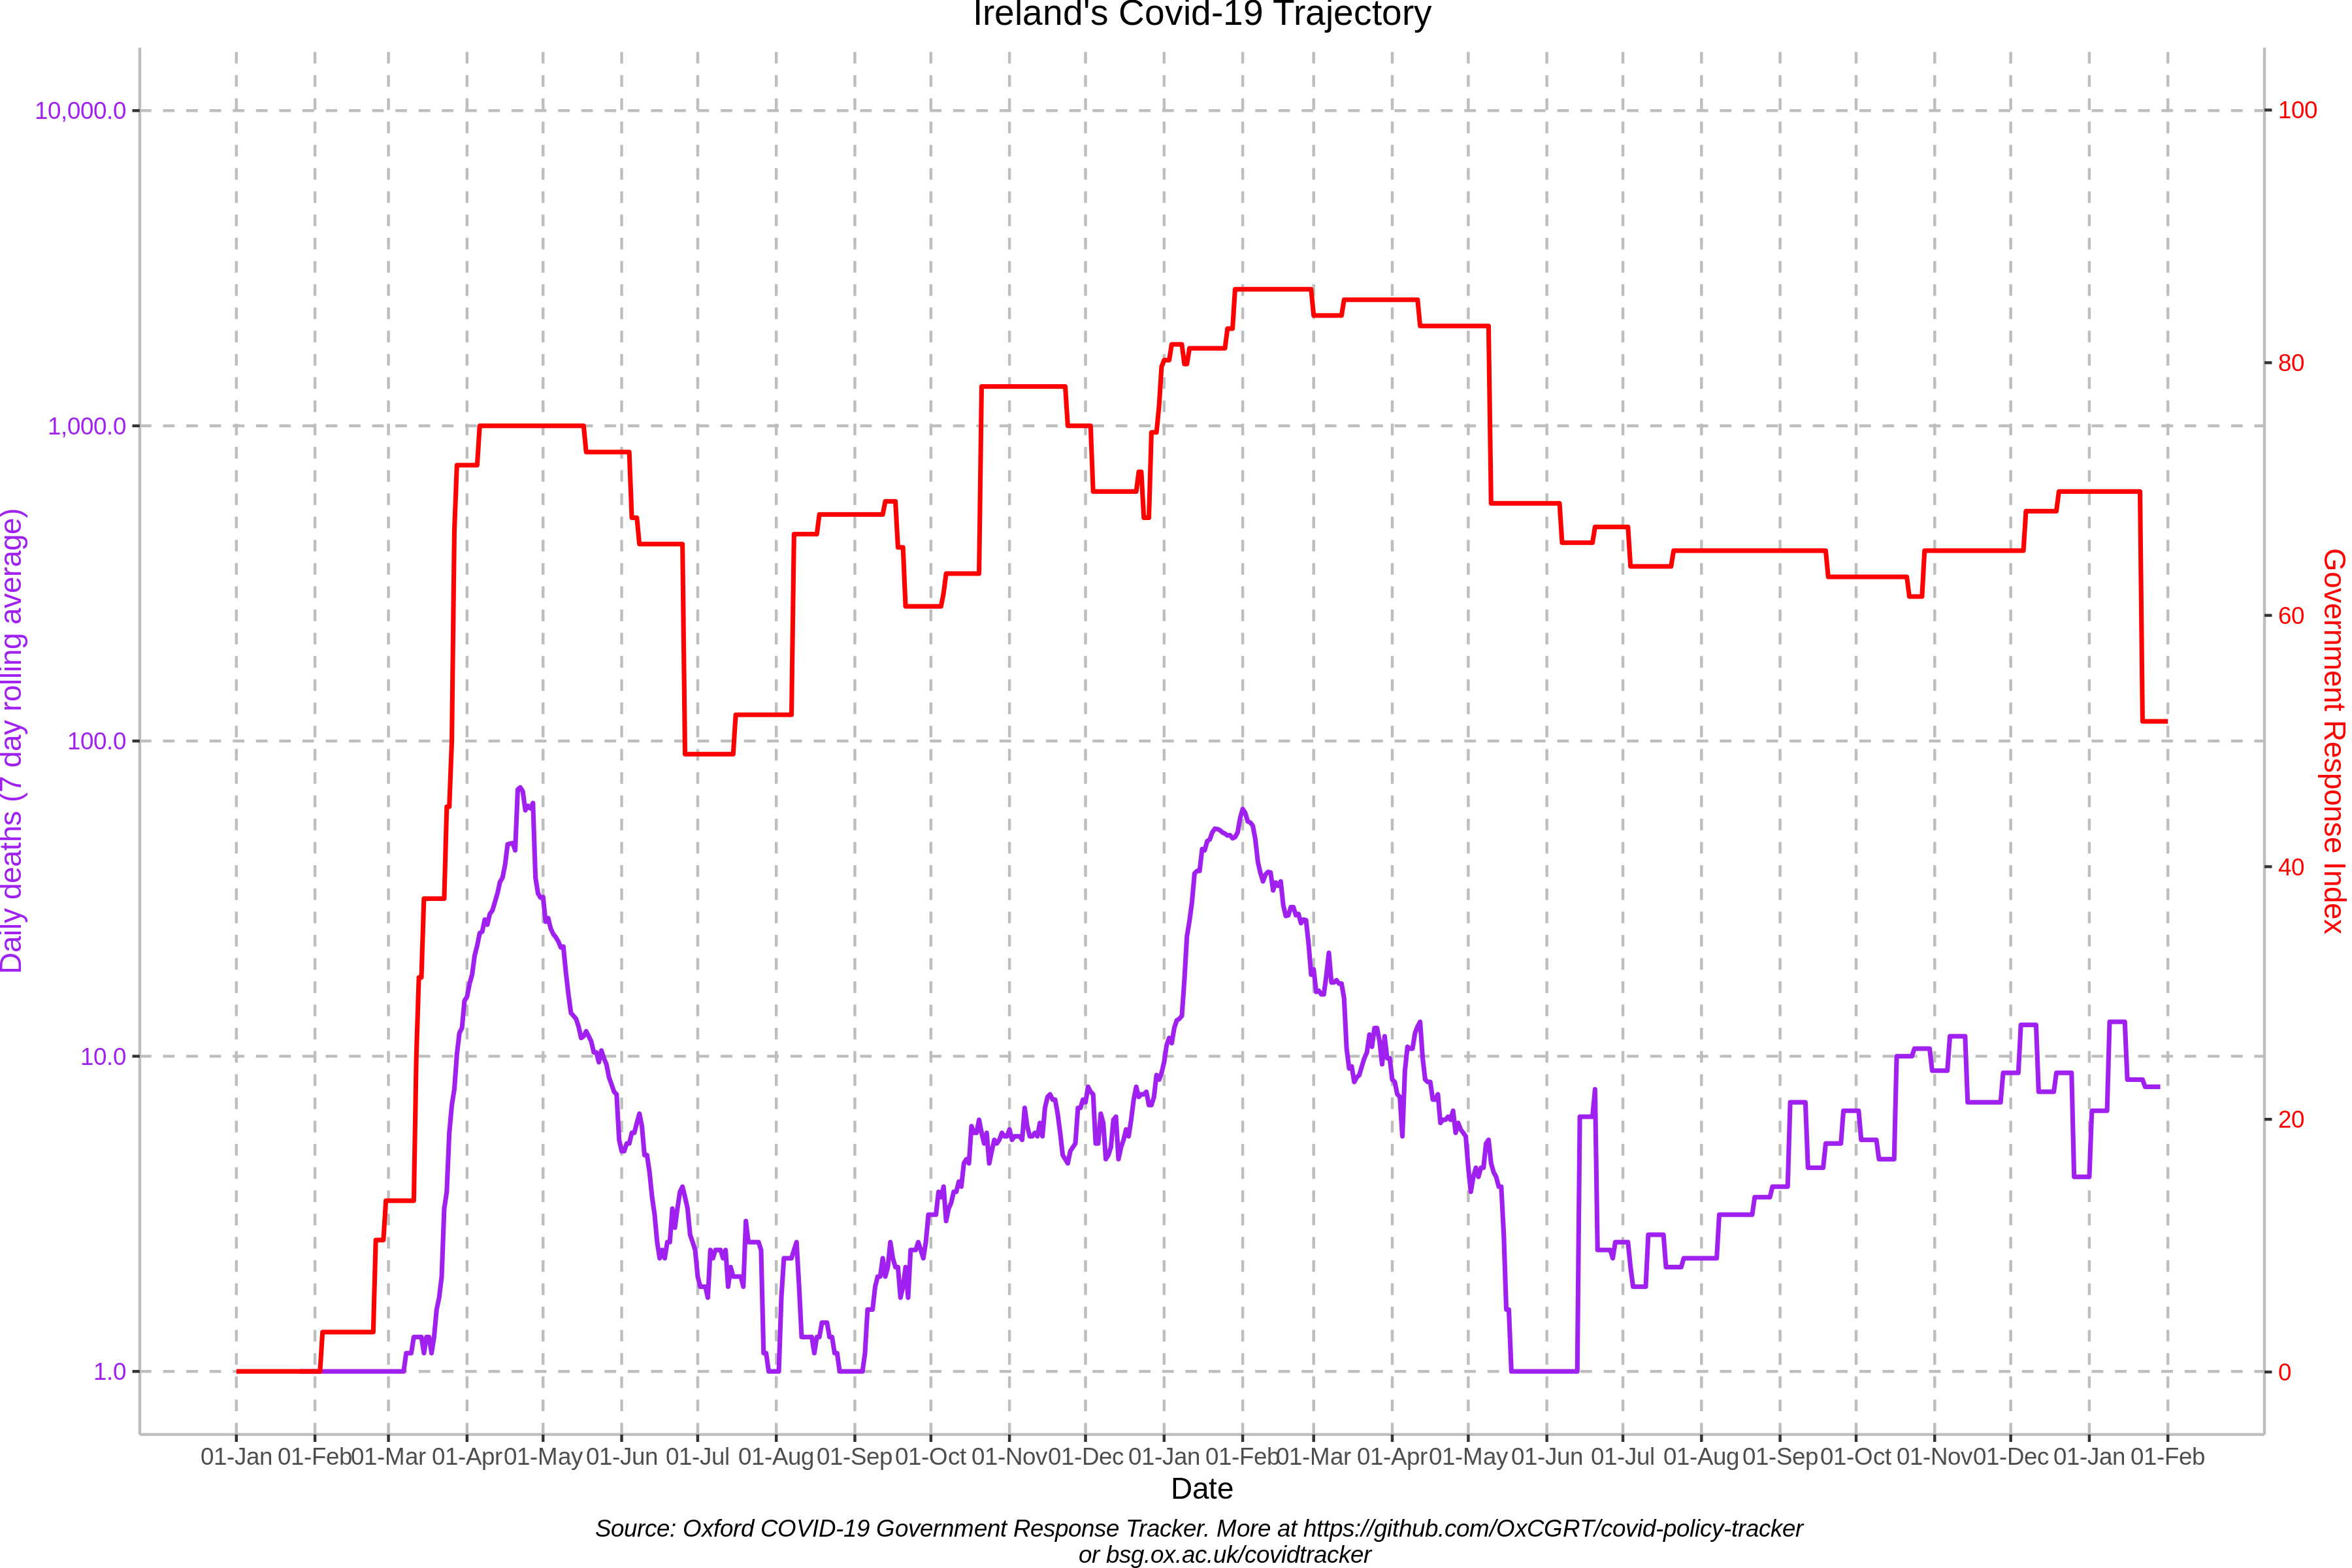 Ireland's Covid-19 Trajectory
10,000.0
1,000.0
100.0
10.0
1.0
Daily deaths (7 day rolling average)
100
80
60
40
20
0
Government Response Index
01-Jan 01-Feb 01-Mar 01-Apr 01-May 01-Jun 01-Jul 01-Aug 01-Sep 01-Oct 01-Nov 01-Dec 01-Jan 01-Feb 01-Mar 01-Apr 01-May 01-Jun 01-Jul 01-Aug 01-Sep 01-Oct 01-Nov 01-Dec 01-Jan 01-Feb
Date
Source: Oxford COVID-19 Government Response Tracker. More at https://github.com/OxCGRT/covid-policy-tracker
or bsg.ox.ac.uk/covidtracker